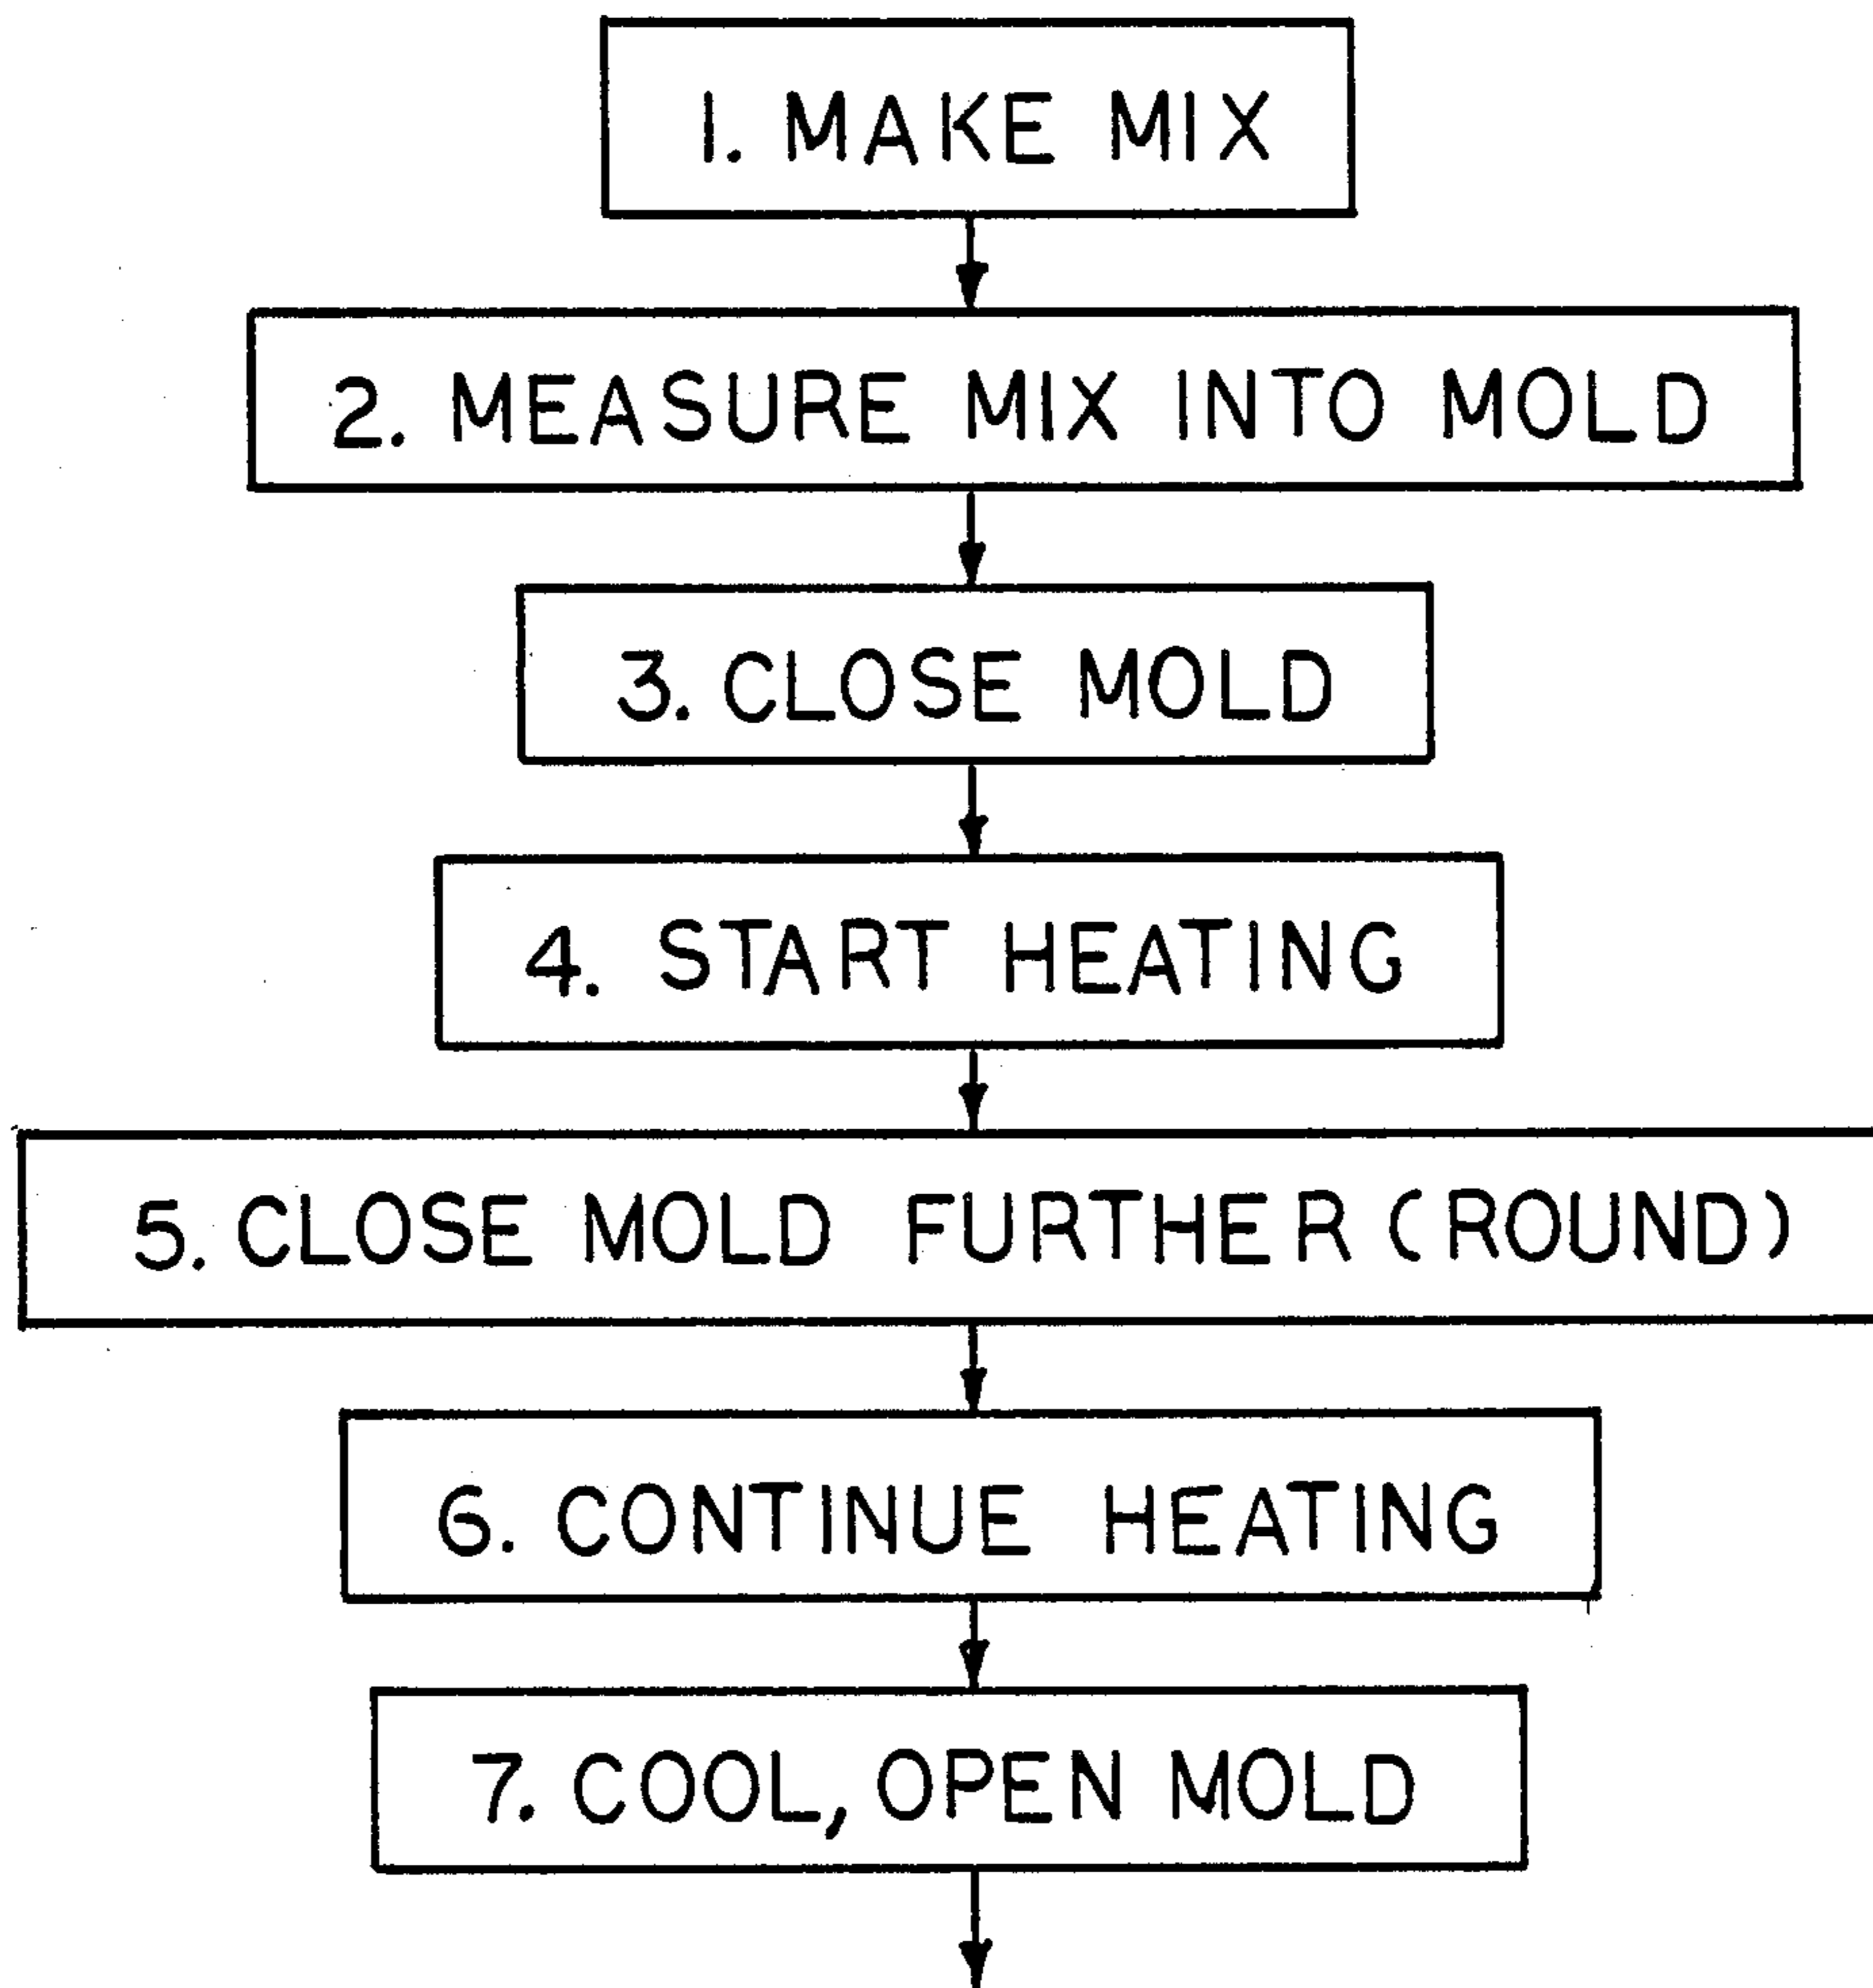 1. MAKE MIX
2. MEASURE MIX INTO MOLD
3. CLOSE MOLD
4. START HEATING
5. CLOSE MOLD FURTHER (ROUND)
6. CONTINUE HEATING
7. COOL, OPEN MOLD